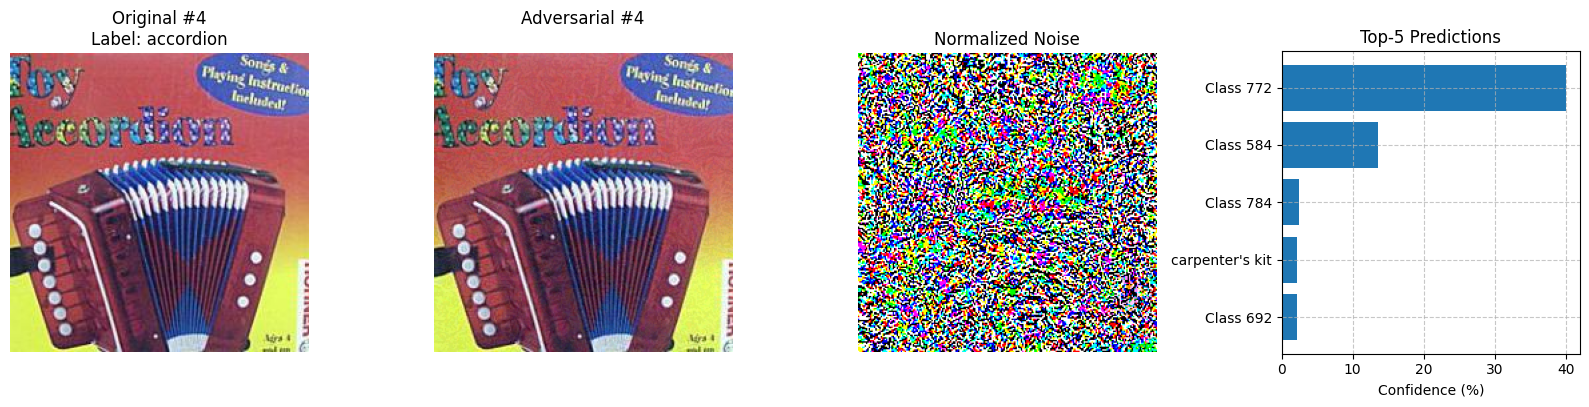 Original #4
Label: accordion
Toy
Accordion
Songs &
Playing Instruction
Included!
Ages 4
and up
HOHNER
Adversarial #4
Toy
Accordion
Songs &
Playing Instruction
Included!
Ages 4
and up
Normalized Noise
Top-5 Predictions
Class 772
Class 584
Class 784
carpenter's kit
Class 692
0 10 20 30 40
Confidence (%)